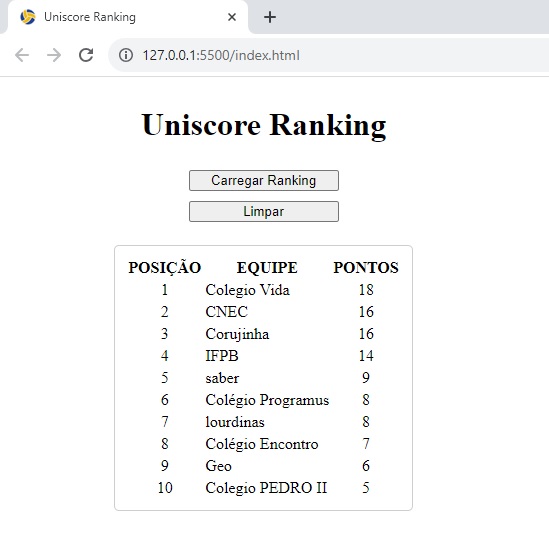 Uniscore Ranking
127.0.0.1:5500/index.html
Uniscore Ranking
Carregar Ranking
Limpar
POSIÇÃO EQUIPE PONTOS
1 Colegio Vida 18
2 CNEC 16
3 Corujinha 16
4 IFPB 14
5 saber 9
6 Colégio Programus 8
7 lourdinas 8
8 Colégio Encontro 7
9 Geo 6
10 Colegio PEDRO II 5